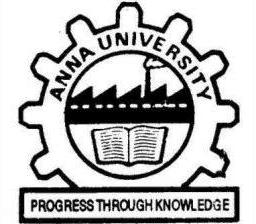 ANNA UNIVERSITY
PROGRESS THROUGH KNOWLEDGE